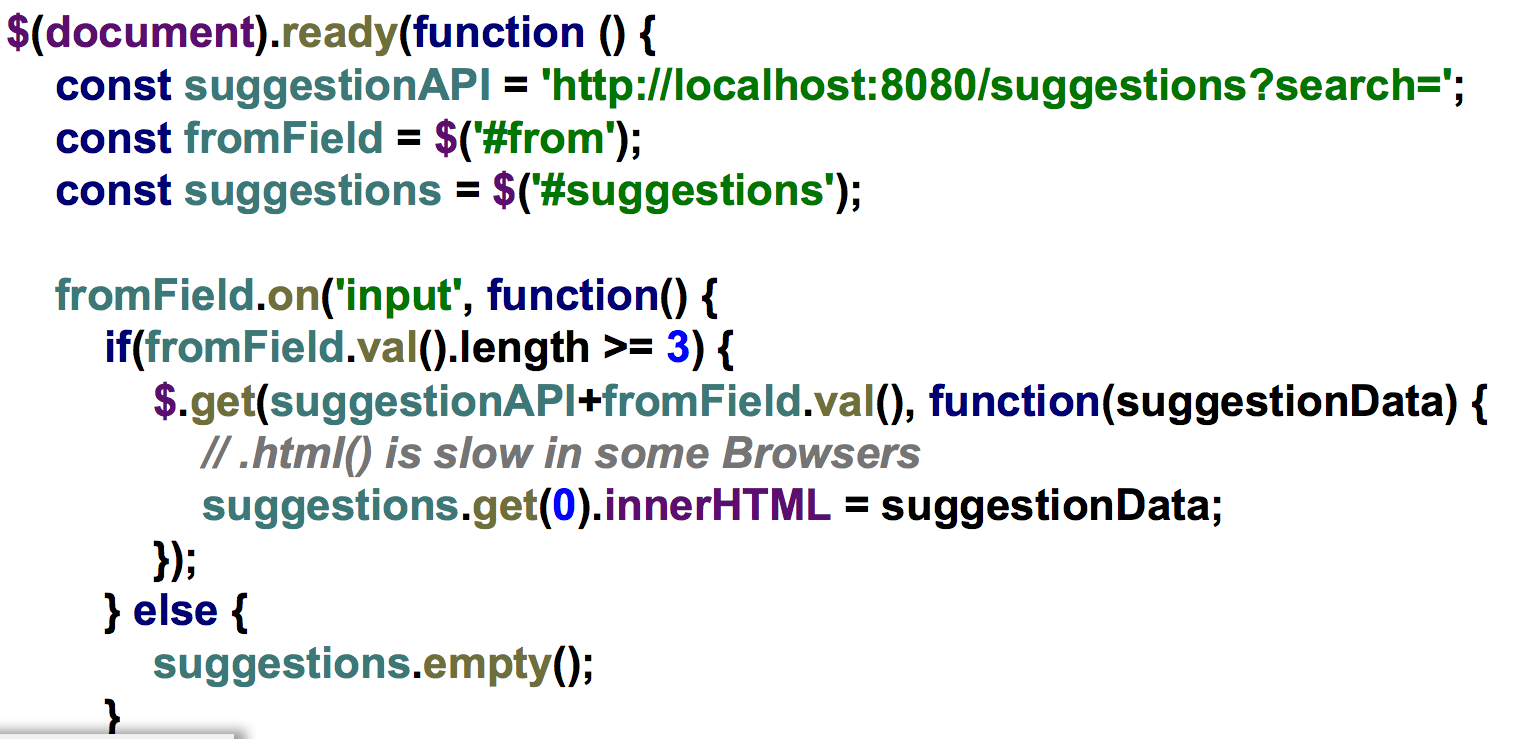 $(document).ready(function () {
const suggestionAPI = 'http://localhost:8080/suggestions?search=';
const fromField = $('#from');
const suggestions = $('#suggestions');
fromField.on('input', function() {
if(fromField.val().length >= 3) {
$.get(suggestionAPI+fromField.val(), function(suggestionData) {
// .html() is slow in some Browsers
suggestions.get(0).innerHTML = suggestionData;
});
} else {
suggestions.empty();
}